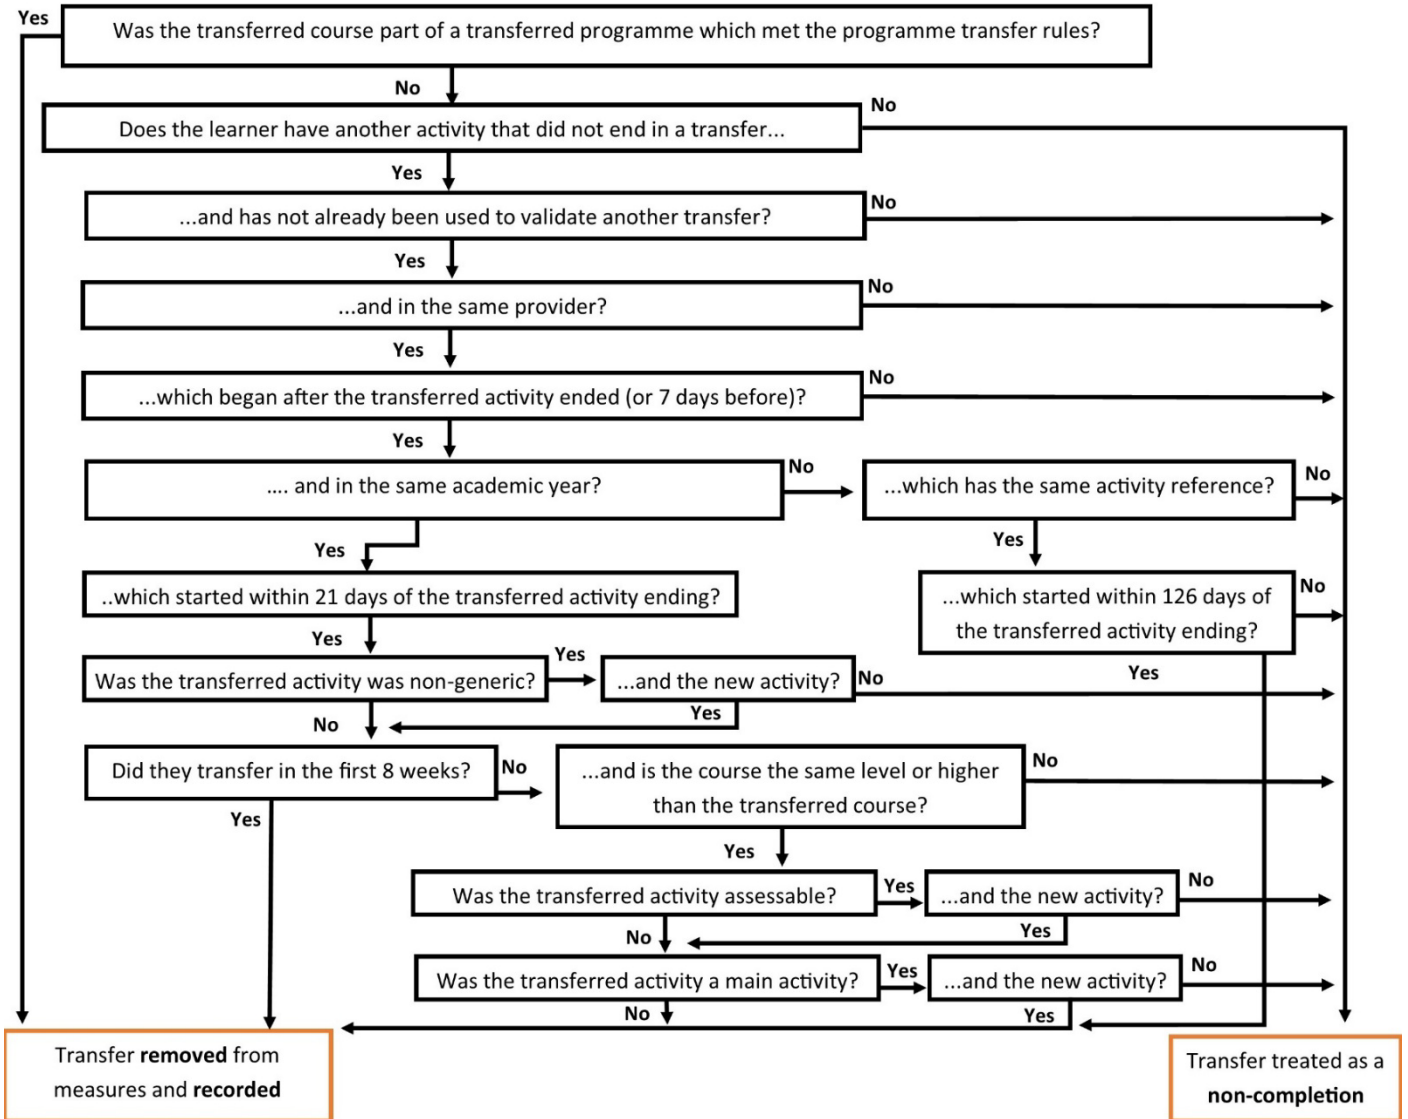 Yes
Was the transferred course part of a transferred programme which met the programme transfer rules?
No
No
Does the learner have another activity that did not end in a transfer...
Yes
...and has not already been used to validate another transfer?
No
Yes
...and in the same provider?
No
Yes
...which began after the transferred activity ended (or 7 days before)?
No
Yes
.... and in the same academic year?
No
...which has the same activity reference?
No
Yes
Yes
..which started within 21 days of the transferred activity ending?
...which started within 126 days of
the transferred activity ending?
No
Yes
Yes
Was the transferred activity was non-generic?
Yes
...and the new activity?
No
Yes
No
Did they transfer in the first 8 weeks?
No
...and is the course the same level or higher
than the transferred course?
No
Yes
Yes
Was the transferred activity assessable?
Yes
...and the new activity?
No
No
Yes
Was the transferred activity a main activity?
Yes
...and the new activity?
No
No
Yes
Transfer removed from
measures and recorded
Transfer treated as a
non-completion